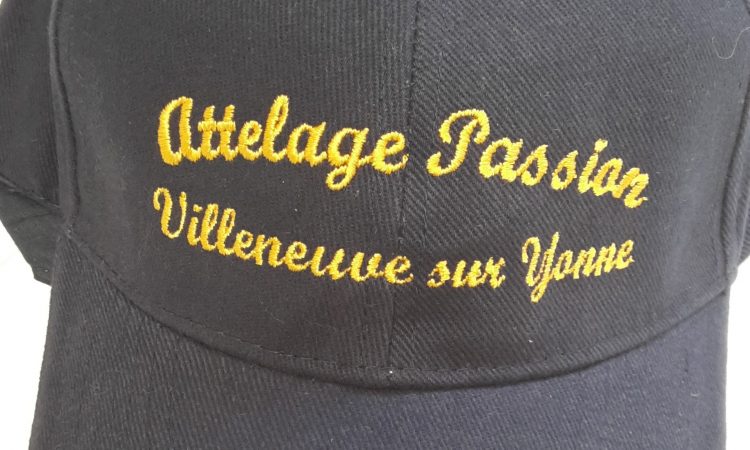 Attelage Passion
Villeneuve sur Yonne